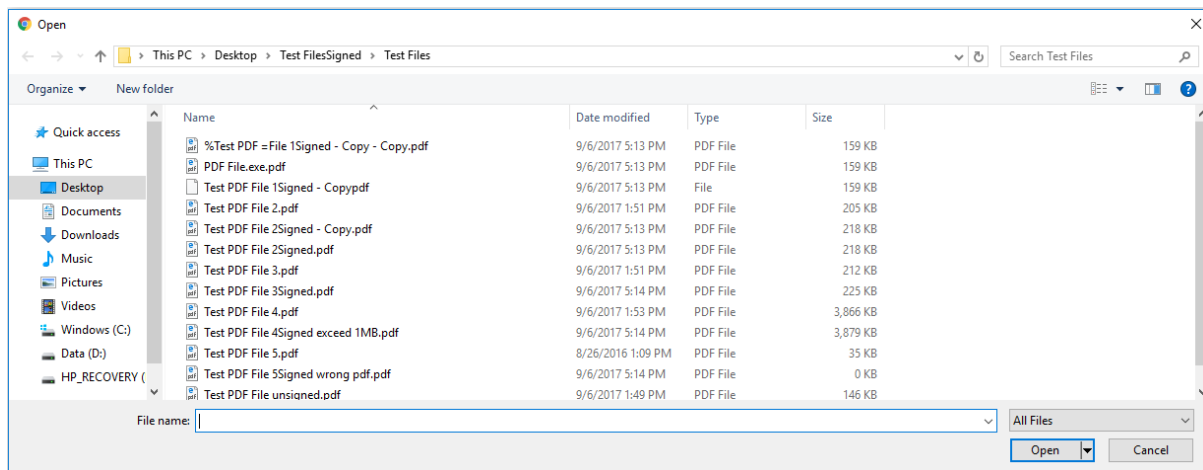 Open
This PC > Desktop > Test FilesSigned > Test Files
Search Test Files
Organize
New folder
Name Date modified Type Size
Quick access
This PC
Desktop
Documents
Downloads
Music
Pictures
Videos
Windows (C:)
Data (D:)
HP_RECOVERY (
%Test PDF =File 1Signed - Copy - Copy.pdf 9/6/2017 5:13 PM PDF File 159 KB
PDF File.exe.pdf 9/6/2017 5:13 PM PDF File 159 KB
Test PDF File 1Signed - Copypdf 9/6/2017 5:13 PM File 159 KB
Test PDF File 2.pdf 9/6/2017 1:51 PM PDF File 205 KB
Test PDF File 2Signed - Copy.pdf 9/6/2017 5:13 PM PDF File 218 KB
Test PDF File 2Signed.pdf 9/6/2017 5:13 PM PDF File 218 KB
Test PDF File 3.pdf 9/6/2017 1:51 PM PDF File 212 KB
Test PDF File 3Signed.pdf 9/6/2017 5:14 PM PDF File 225 KB
Test PDF File 4.pdf 9/6/2017 1:53 PM PDF File 3,866 KB
Test PDF File 4Signed exceed 1MB.pdf 9/6/2017 5:14 PM PDF File 3,879 KB
Test PDF File 5.pdf 8/26/2016 1:09 PM PDF File 35 KB
Test PDF File 5Signed wrong pdf.pdf 9/6/2017 5:14 PM PDF File 0 KB
Test PDF File unsigned.pdf 9/6/2017 1:49 PM PDF File 146 KB
File name:
All Files
Open
Cancel